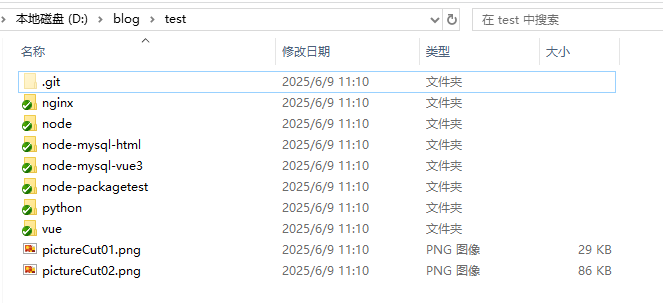 本地磁盘 (D:) > blog > test 在 test 中搜索
名称 修改日期 类型 大小
.git 2025/6/9 11:10 文件夹
nginx 2025/6/9 11:10 文件夹
node 2025/6/9 11:10 文件夹
node-mysql-html 2025/6/9 11:10 文件夹
node-mysql-vue3 2025/6/9 11:10 文件夹
node-packagetest 2025/6/9 11:10 文件夹
python 2025/6/9 11:10 文件夹
vue 2025/6/9 11:10 文件夹
pictureCut01.png 2025/6/9 11:10 PNG 图像 29 KB
pictureCut02.png 2025/6/9 11:10 PNG 图像 86 KB